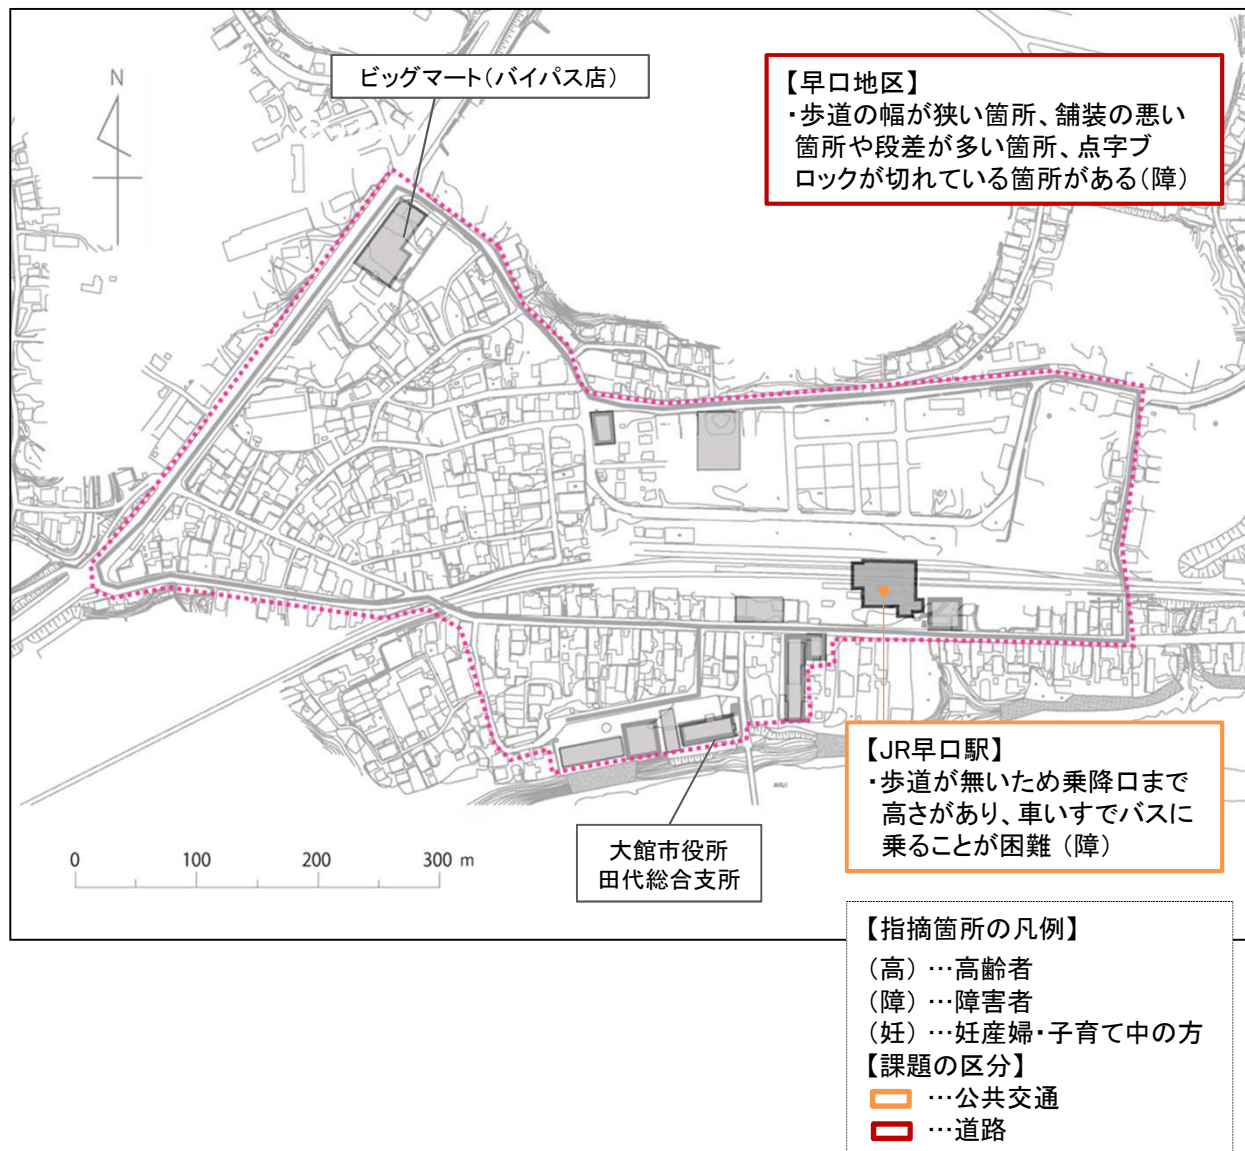 N
ビッグマート（バイパス店）
【早口地区】
・歩道の幅が狭い箇所、舗装の悪い
箇所や段差が多い箇所、点字ブ
ロックが切れている箇所がある（障）
【JR早口駅】
・歩道が無いため乗降口まで
高さがあり、車いすでバスに
乗ることが困難（障）
大館市役所
田代総合支所
0 100 200 300 m
【指摘箇所の凡例】
（高）…高齢者
（障）…障害者
（妊）…妊産婦・子育て中の方
【課題の区分】
…公共交通
…道路